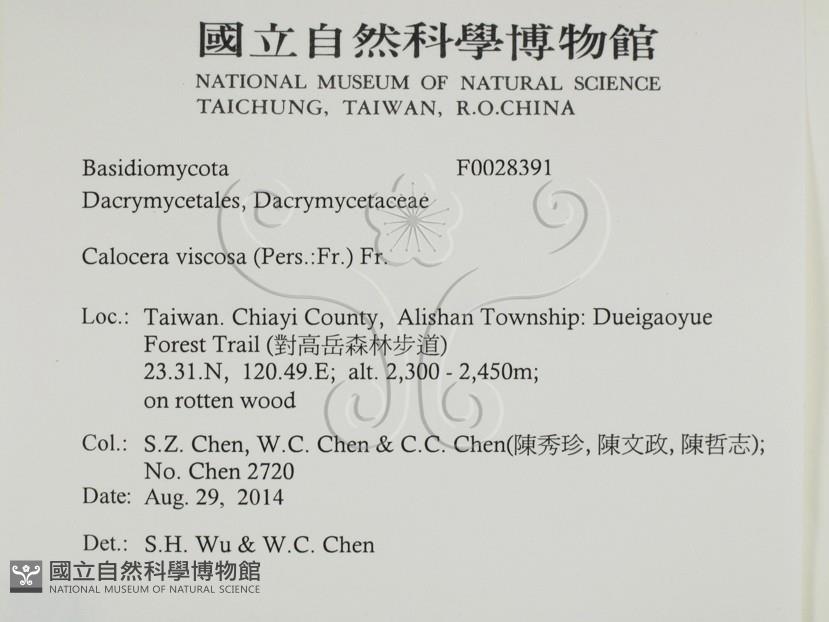 國立自然科學博物館
NATIONAL MUSEUM OF NATURAL SCIENCE
TAICHUNG, TAIWAN, R.O.CHINA
Basidiomycota F0028391
Dacrymycetales, Dacrymycetaceae
Calocera viscosa (Pers.:Fr.) Fr.
Loc.: Taiwan. Chiayi County, Alishan Township: Dueigaoyue
Forest Trail (對高岳森林步道)
23.31.N, 120.49.E; alt. 2,300 - 2,450m;
on rotten wood
Col.: S.Z. Chen, W.C. Chen & C.C. Chen(陳秀珍, 陳文政, 陳哲志);
No. Chen 2720
Date: Aug. 29, 2014
Det.: S.H. Wu & W.C. Chen
國立自然科學博物館
NATIONAL MUSEUM OF NATURAL SCIENCE